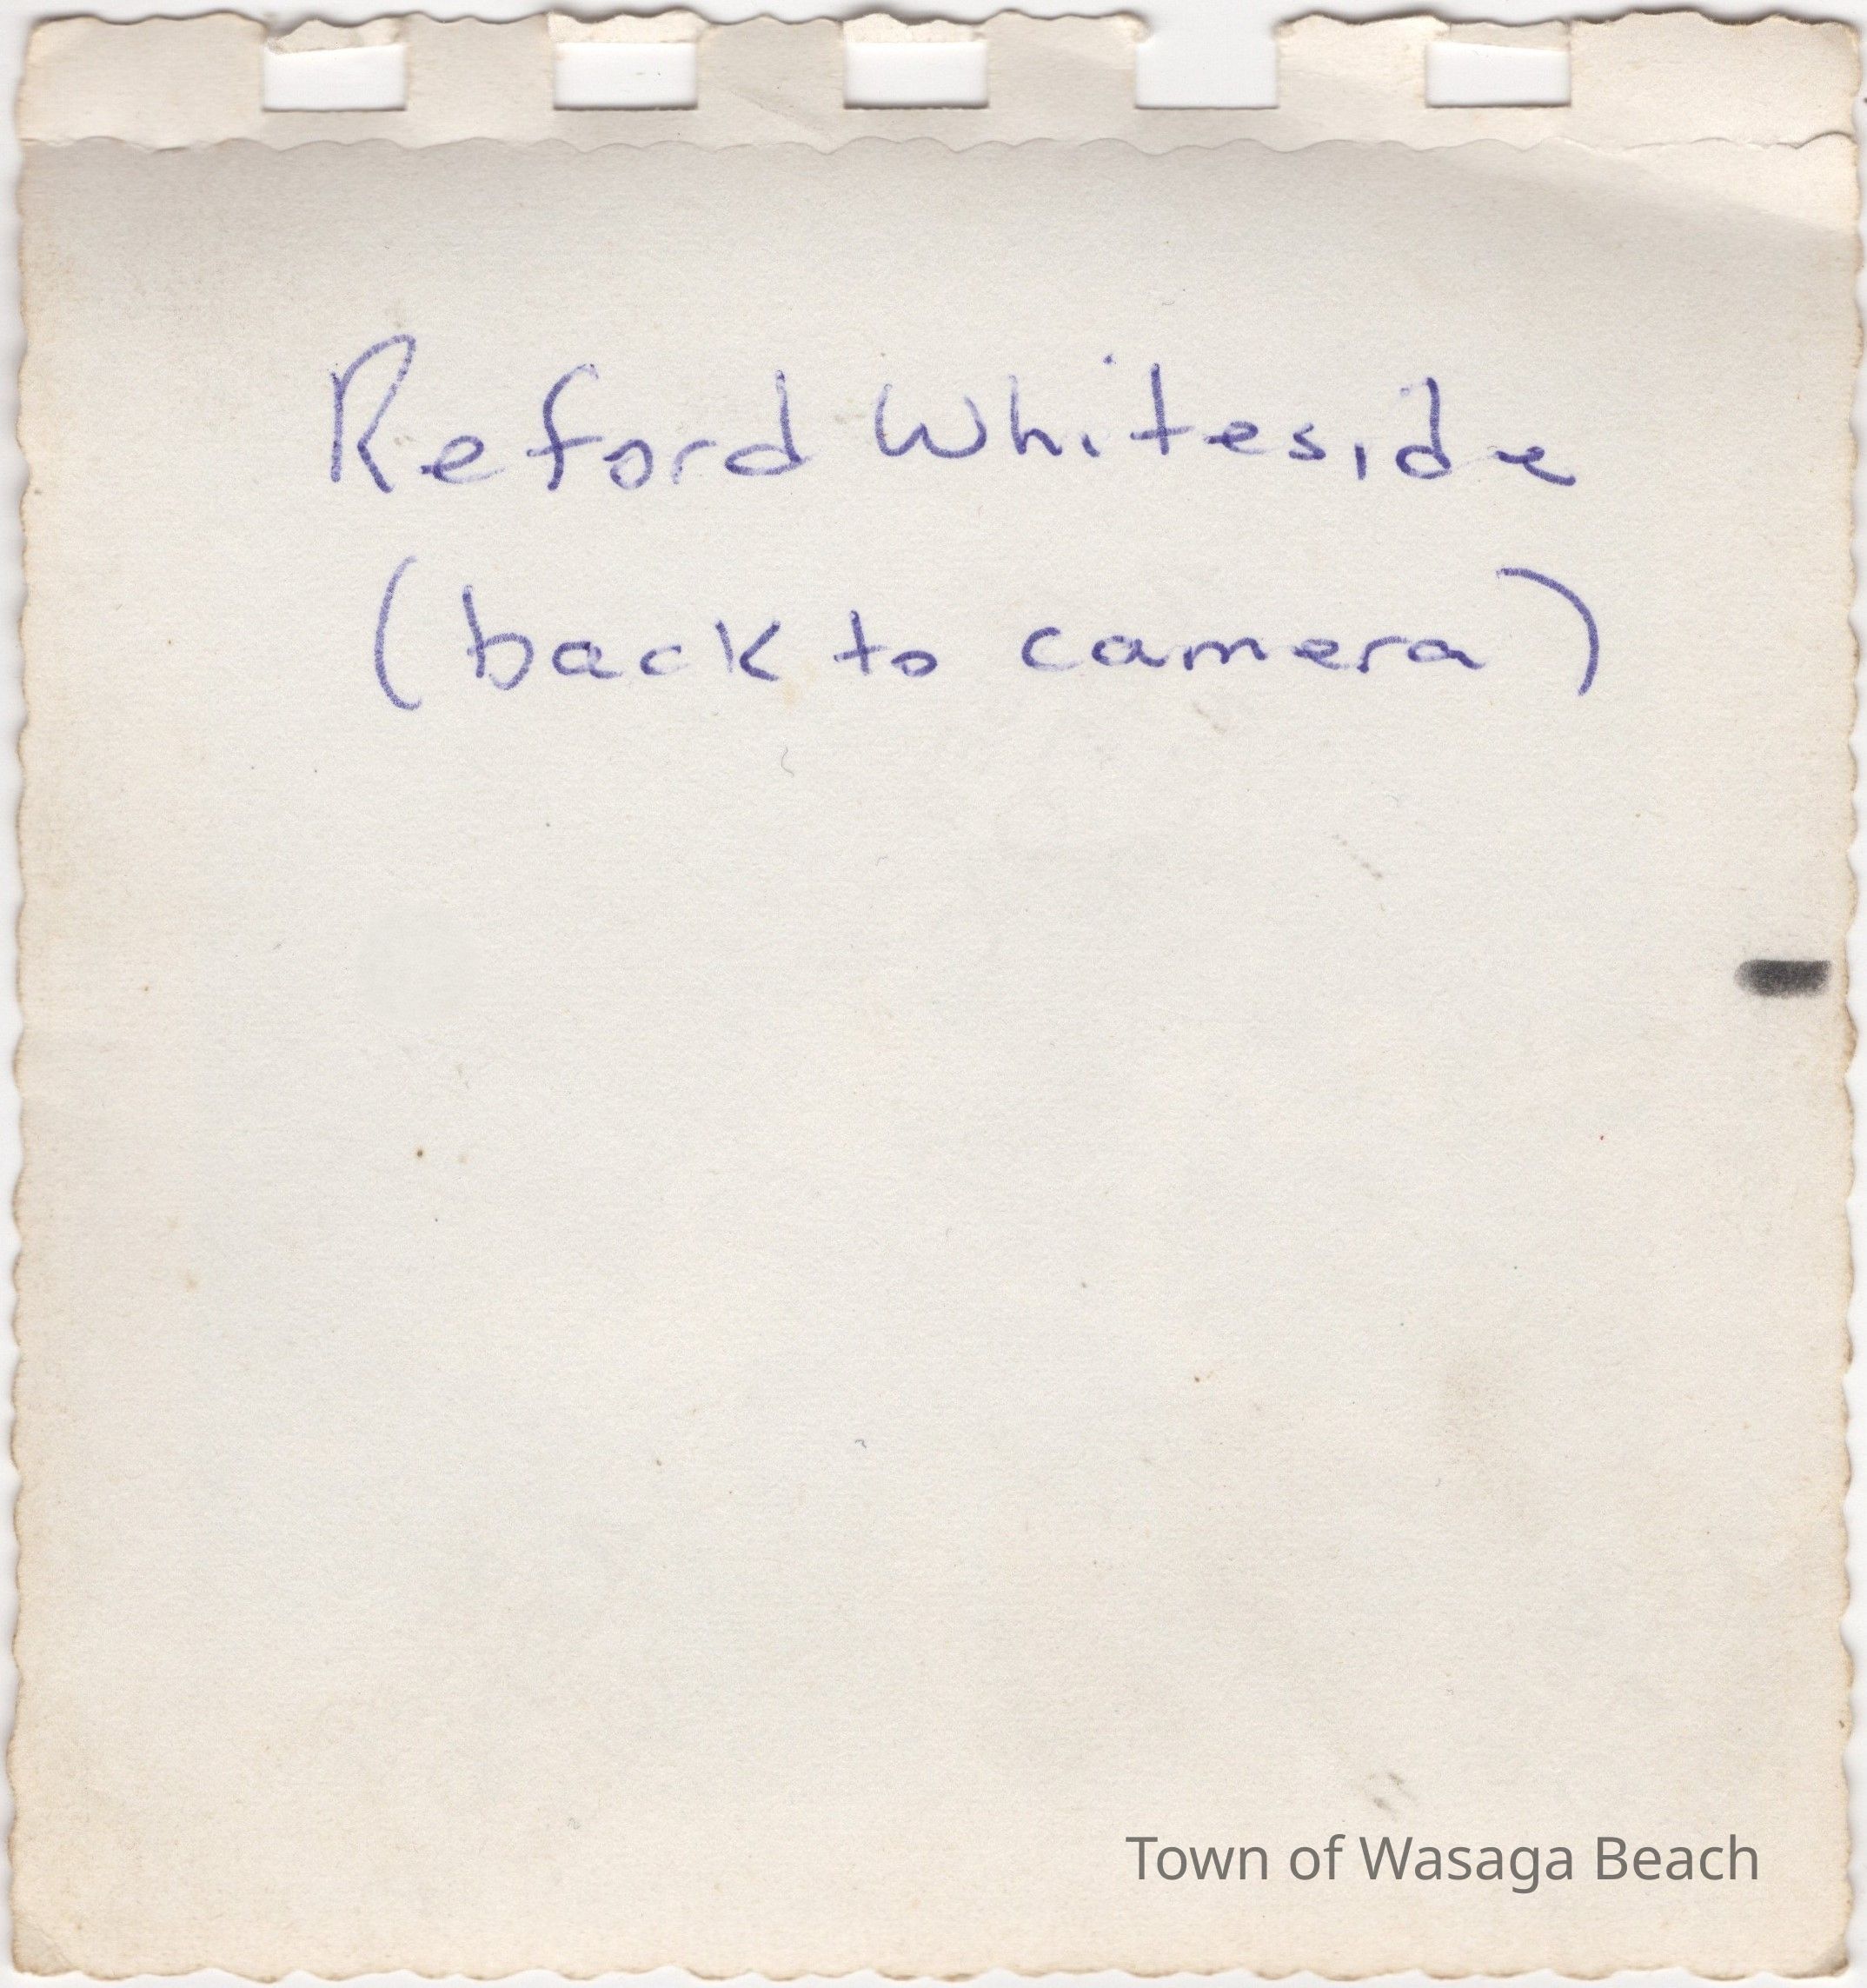 Reford Whiteside
(back to camera)
Town of Wasaga Beach